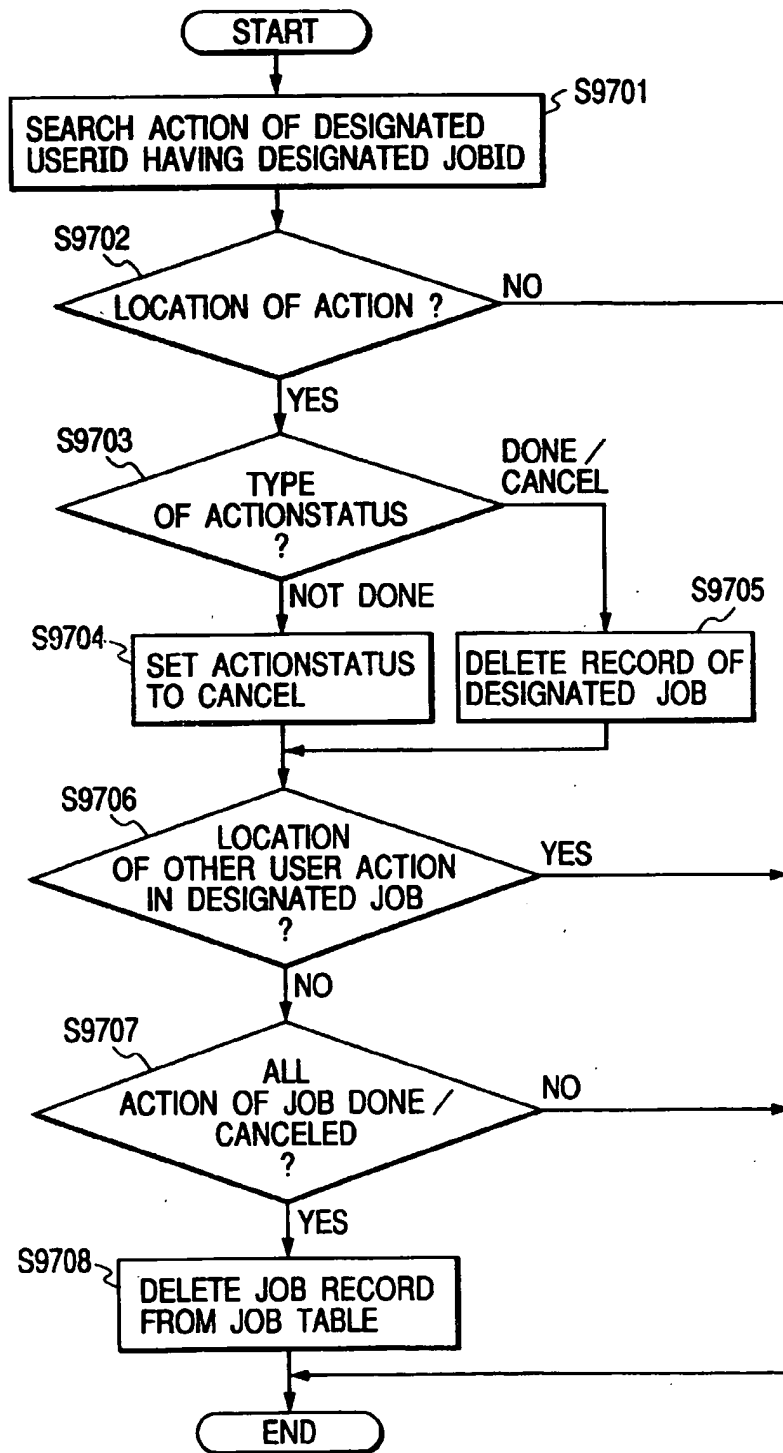 START
S9701
SEARCH ACTION OF DESIGNATED
USERID HAVING DESIGNATED JOBID
S9702
LOCATION OF ACTION ?
NO
YES
S9703
TYPE
OF ACTIONSTATUS
?
DONE /
CANCEL
NOT DONE
S9704
SET ACTIONSTATUS
TO CANCEL
S9705
DELETE RECORD OF
DESIGNATED JOB
S9706
LOCATION
OF OTHER USER ACTION
IN DESIGNATED JOB
?
YES
NO
S9707
ALL
ACTION OF JOB DONE /
CANCELED
?
NO
YES
S9708
DELETE JOB RECORD
FROM JOB TABLE
END